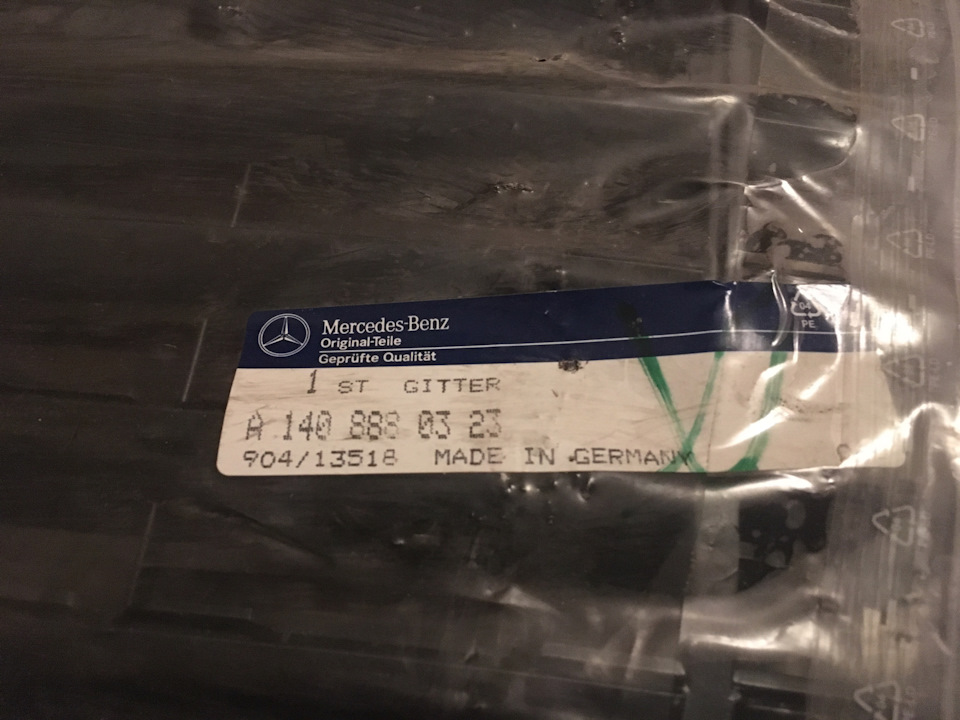 Mercedes-Benz
Original-Teile
Geprüfte Qualität
04
PE
1 ST GITTER
A 140 888 03 23
904/13518 MADE IN GERMANY